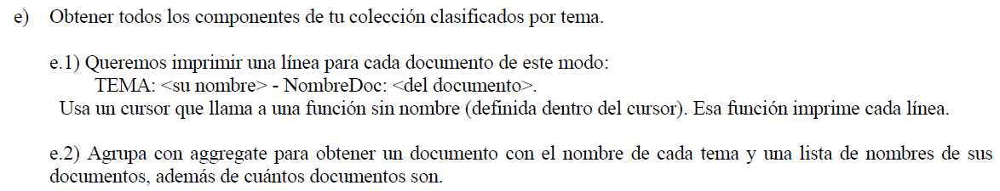 e) Obtener todos los componentes de tu colección clasificados por tema.
e.1) Queremos imprimir una línea para cada documento de este modo:
TEMA: <su nombre> - NombreDoc: <del documento>.
Usa un cursor que llama a una función sin nombre (definida dentro del cursor). Esa función imprime cada línea.
e.2) Agrupa con aggregate para obtener un documento con el nombre de cada tema y una lista de nombres de sus
documentos, además de cuántos documentos son.